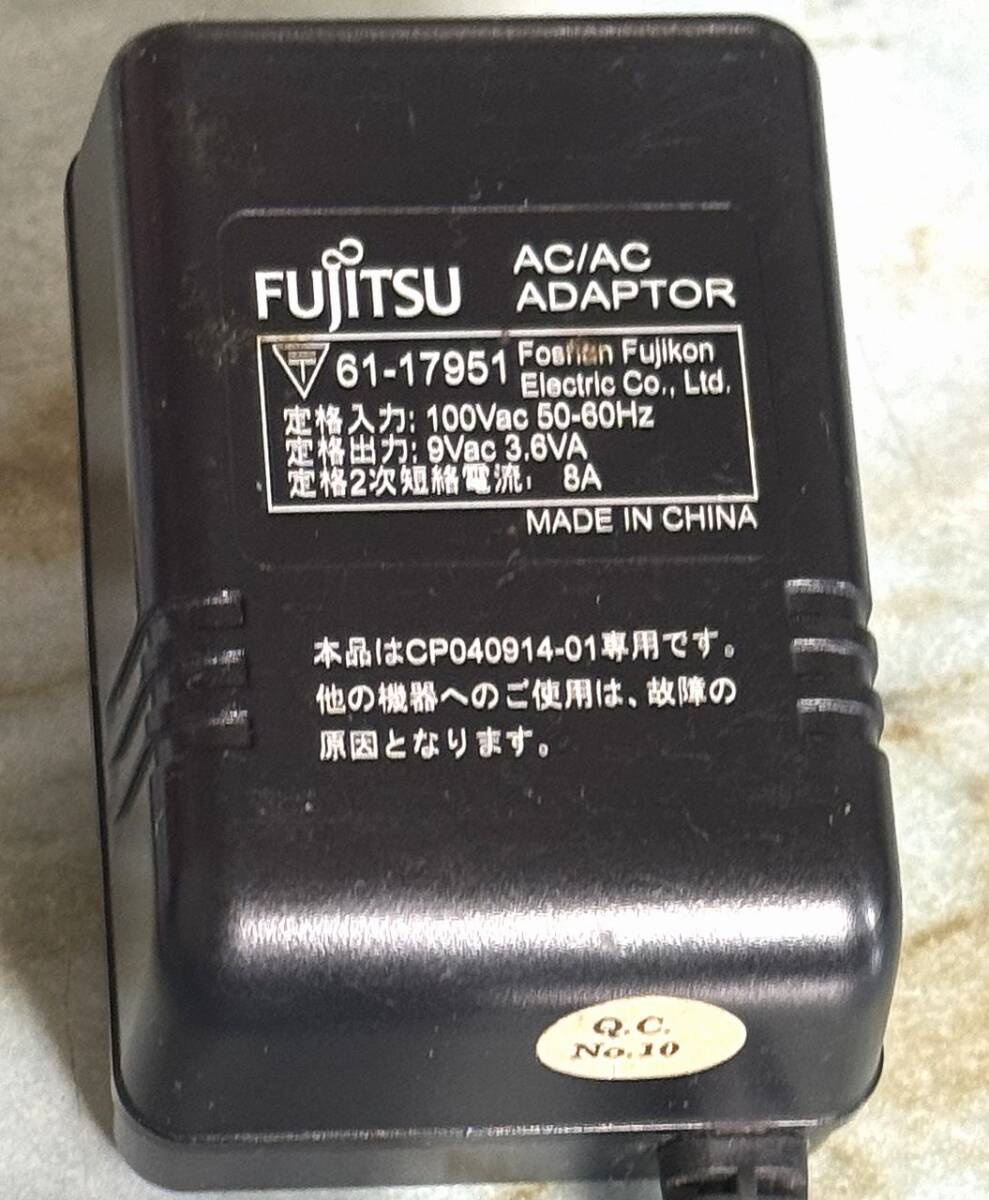 FUJITSU
AC/AC
ADAPTOR
〒 61-17951
Foshan Fujikon
Electric Co., Ltd.
定格入力: 100Vac 50-60Hz
定格出力: 9Vac 3.6VA
定格2次短絡電流: 8A
MADE IN CHINA
本品はCP040914-01専用です。
他の機器へのご使用は、故障の
原因となります。
Q.C.
No.10